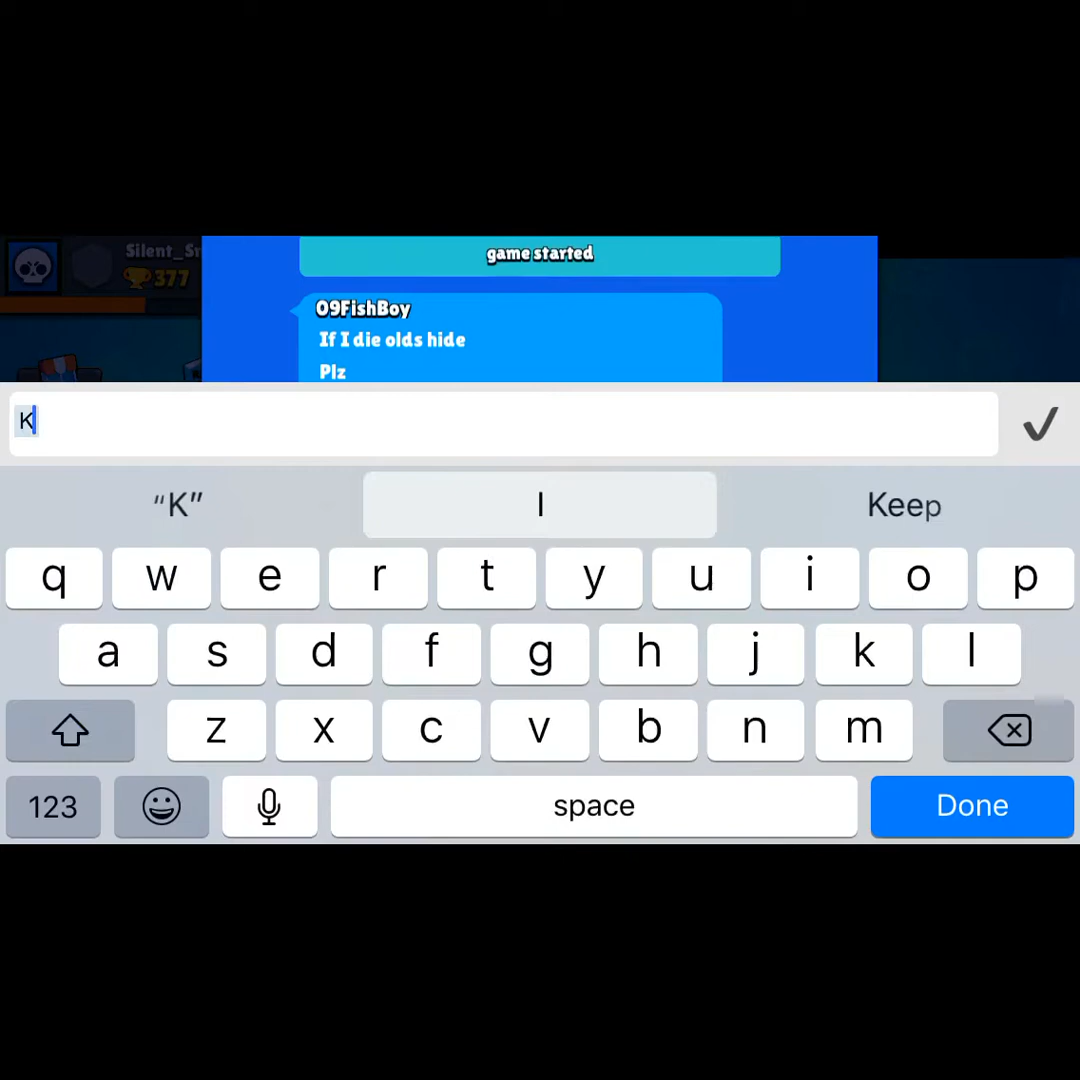 game started
377
09FishBoy
If I die olds hide
Plz
K
“K” I Keep
q w e r t y u i o p
a s d f g h j k l
z x c v b n m
123 space Done